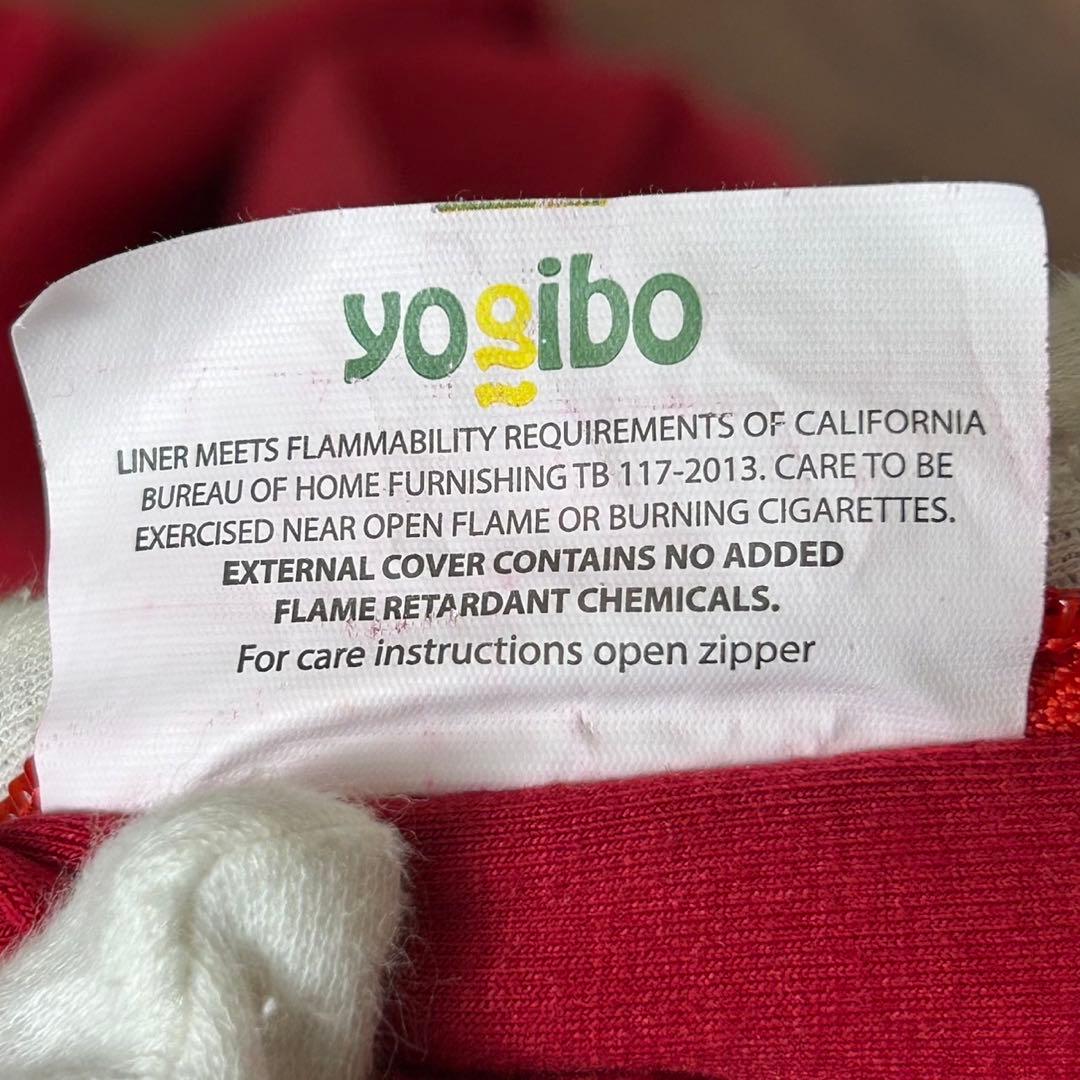 yogibo
LINER MEETS FLAMMABILITY REQUIREMENTS OF CALIFORNIA
BUREAU OF HOME FURNISHING TB 117-2013. CARE TO BE
EXERCISED NEAR OPEN FLAME OR BURNING CIGARETTES.
EXTERNAL COVER CONTAINS NO ADDED
FLAME RETARDANT CHEMICALS.
For care instructions open zipper